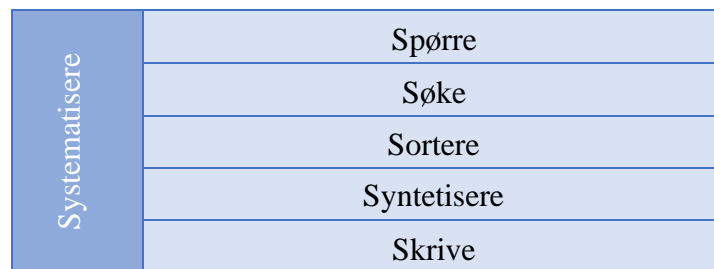 Systematisere
Spørre
Søke
Sortere
Syntetisere
Skrive